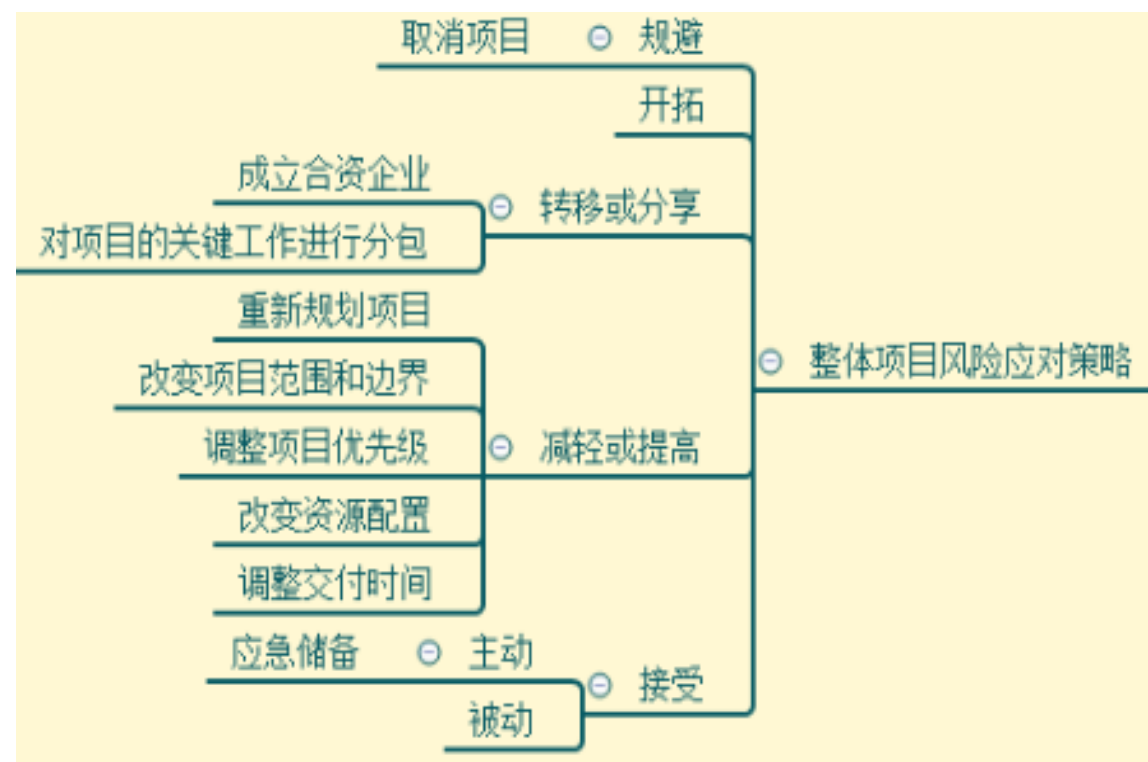 取消项目 规避
开拓
成立合资企业
转移或分享
对项目的关键工作进行分包
重新规划项目
整体项目风险应对策略
改变项目范围和边界
调整项目优先级 减轻或提高
改变资源配置
调整交付时间
应急储备 主动
接受
被动